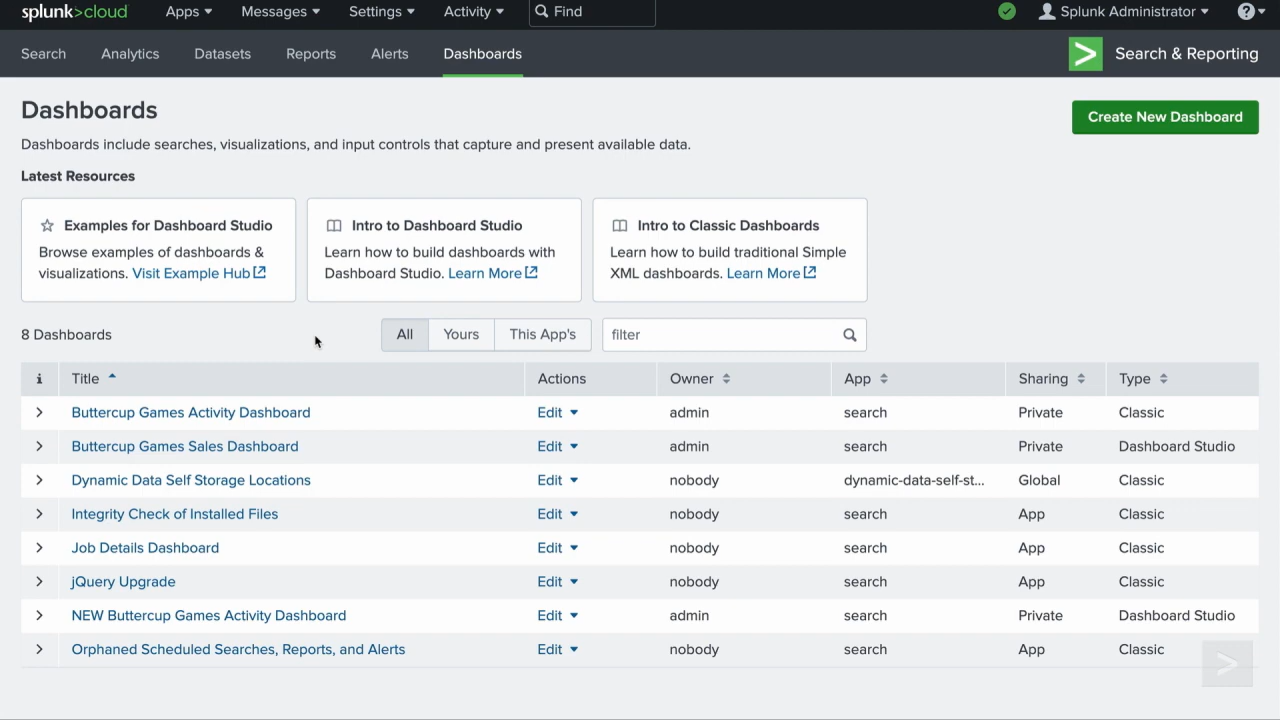 splunk>cloud Apps Messages Settings Activity Find Splunk Administrator ?
Search Analytics Datasets Reports Alerts Dashboards > Search & Reporting
Dashboards
Create New Dashboard
Dashboards include searches, visualizations, and input controls that capture and present available data.
Latest Resources
Examples for Dashboard Studio
Browse examples of dashboards &
visualizations. Visit Example Hub
Intro to Dashboard Studio
Learn how to build dashboards with
Dashboard Studio. Learn More
Intro to Classic Dashboards
Learn how to build traditional Simple
XML dashboards. Learn More
8 Dashboards All Yours This App's filter
i Title Actions Owner App Sharing Type
Buttercup Games Activity Dashboard Edit admin search Private Classic
Buttercup Games Sales Dashboard Edit admin search Private Dashboard Studio
Dynamic Data Self Storage Locations Edit nobody dynamic-data-self-st... Global Classic
Integrity Check of Installed Files Edit nobody search App Classic
Job Details Dashboard Edit nobody search App Classic
jQuery Upgrade Edit nobody search App Classic
NEW Buttercup Games Activity Dashboard Edit admin search Private Dashboard Studio
Orphaned Scheduled Searches, Reports, and Alerts Edit nobody search App Classic